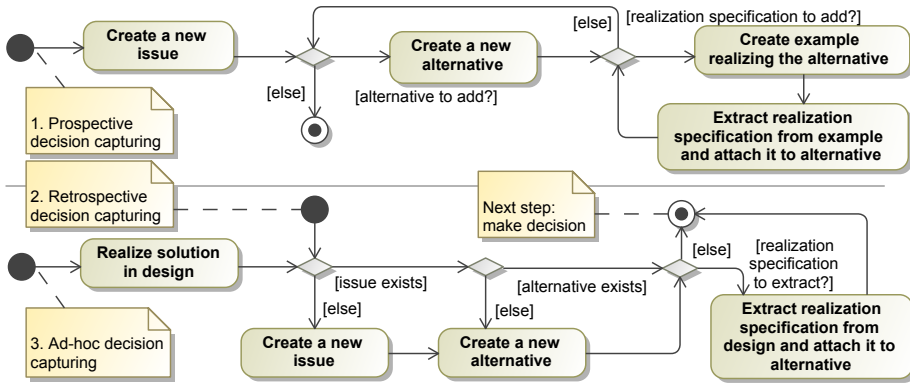 Create a new
issue
[else]
Create a new
alternative
[alternative to add?]
[else]
[realization specification to add?]
Create example
realizing the alternative
Extract realization
specification from example
and attach it to alternative
1. Prospective
decision capturing
2. Retrospective
decision capturing
Next step:
make decision
Realize solution
in design
[issue exists]
[else]
[alternative exists]
[else]
[else]
[realization
specification
to extract?]
Create a new
issue
Create a new
alternative
Extract realization
specification from
design and attach it to
alternative
3. Ad-hoc decision
capturing